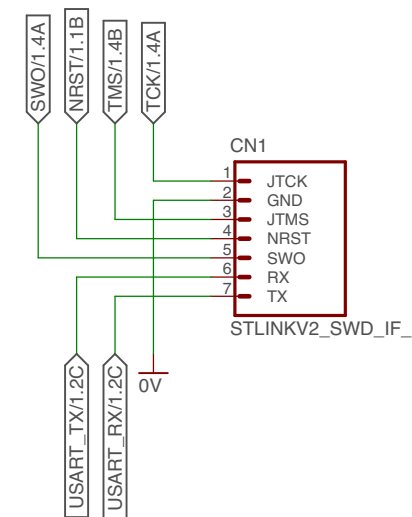 SWO/1.4A
NRST/1.1B
TMS/1.4B
TCK/1.4A
CN1
1 JTCK
2 GND
3 JTMS
4 NRST
5 SWO
6 RX
7 TX
STLINKV2_SWD_IF_
0V
USART_TX/1.2C
USART_RX/1.2C